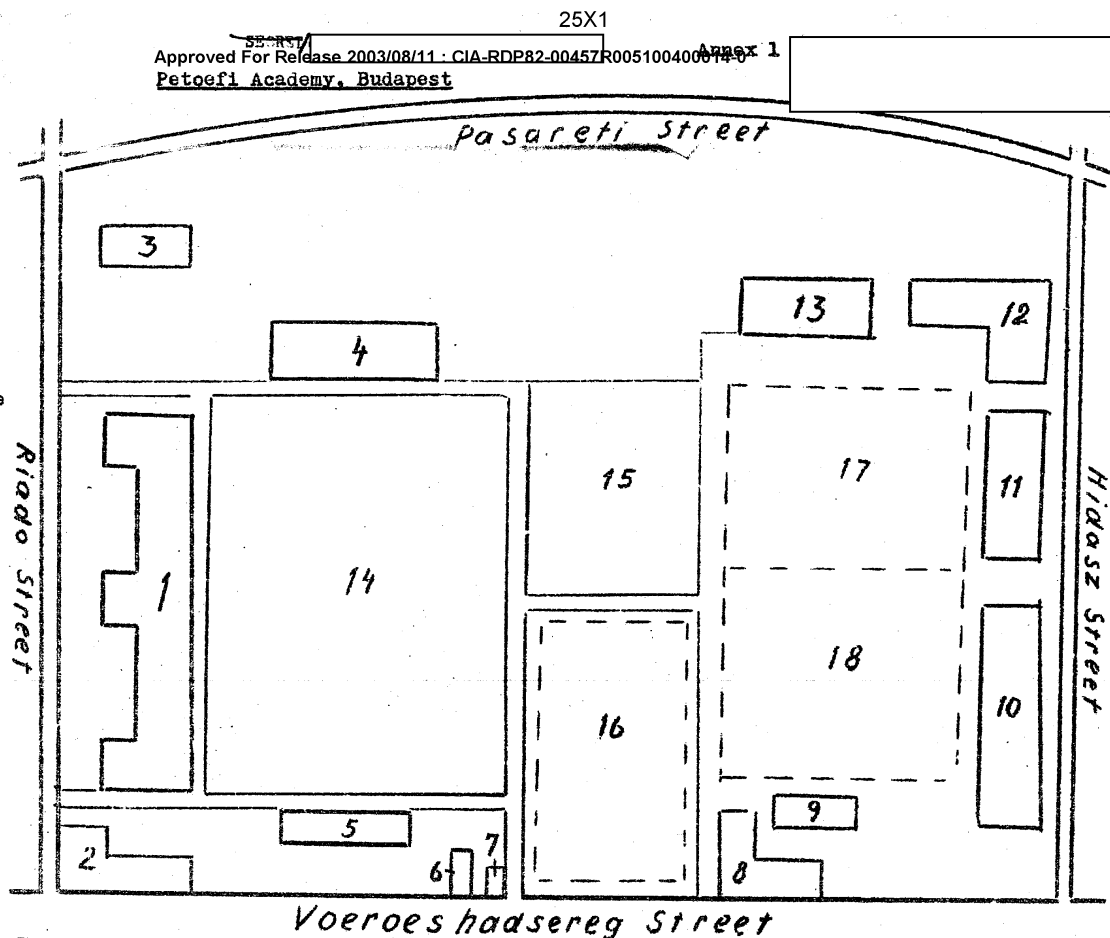 25X1
SECRET/
Approved For Release 2003/08/11 : CIA-RDP82-00457R005100400014-0
Annex 1
Petoefi Academy, Budapest
Pasareti Street
3
13
12
4
e
17
15
11
Riado Street
Hidasz Street
1
14
18
10
16
9
5
2
7
6
8
Voeroeshadsereg Street